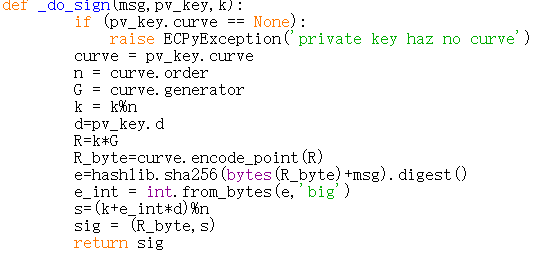 def _do_sign(msg,pv_key,k):
        if (pv_key.curve == None):
            raise ECPyException('private key haz no curve')
        curve = pv_key.curve
        n = curve.order
        G = curve.generator
        k = k%n
        d=pv_key.d
        R=k*G
        R_byte=curve.encode_point(R)
        e=hashlib.sha256(bytes(R_byte)+msg).digest()
        e_int = int.from_bytes(e,'big')
        s=(k+e_int*d)%n
        sig = (R_byte,s)
        return sig